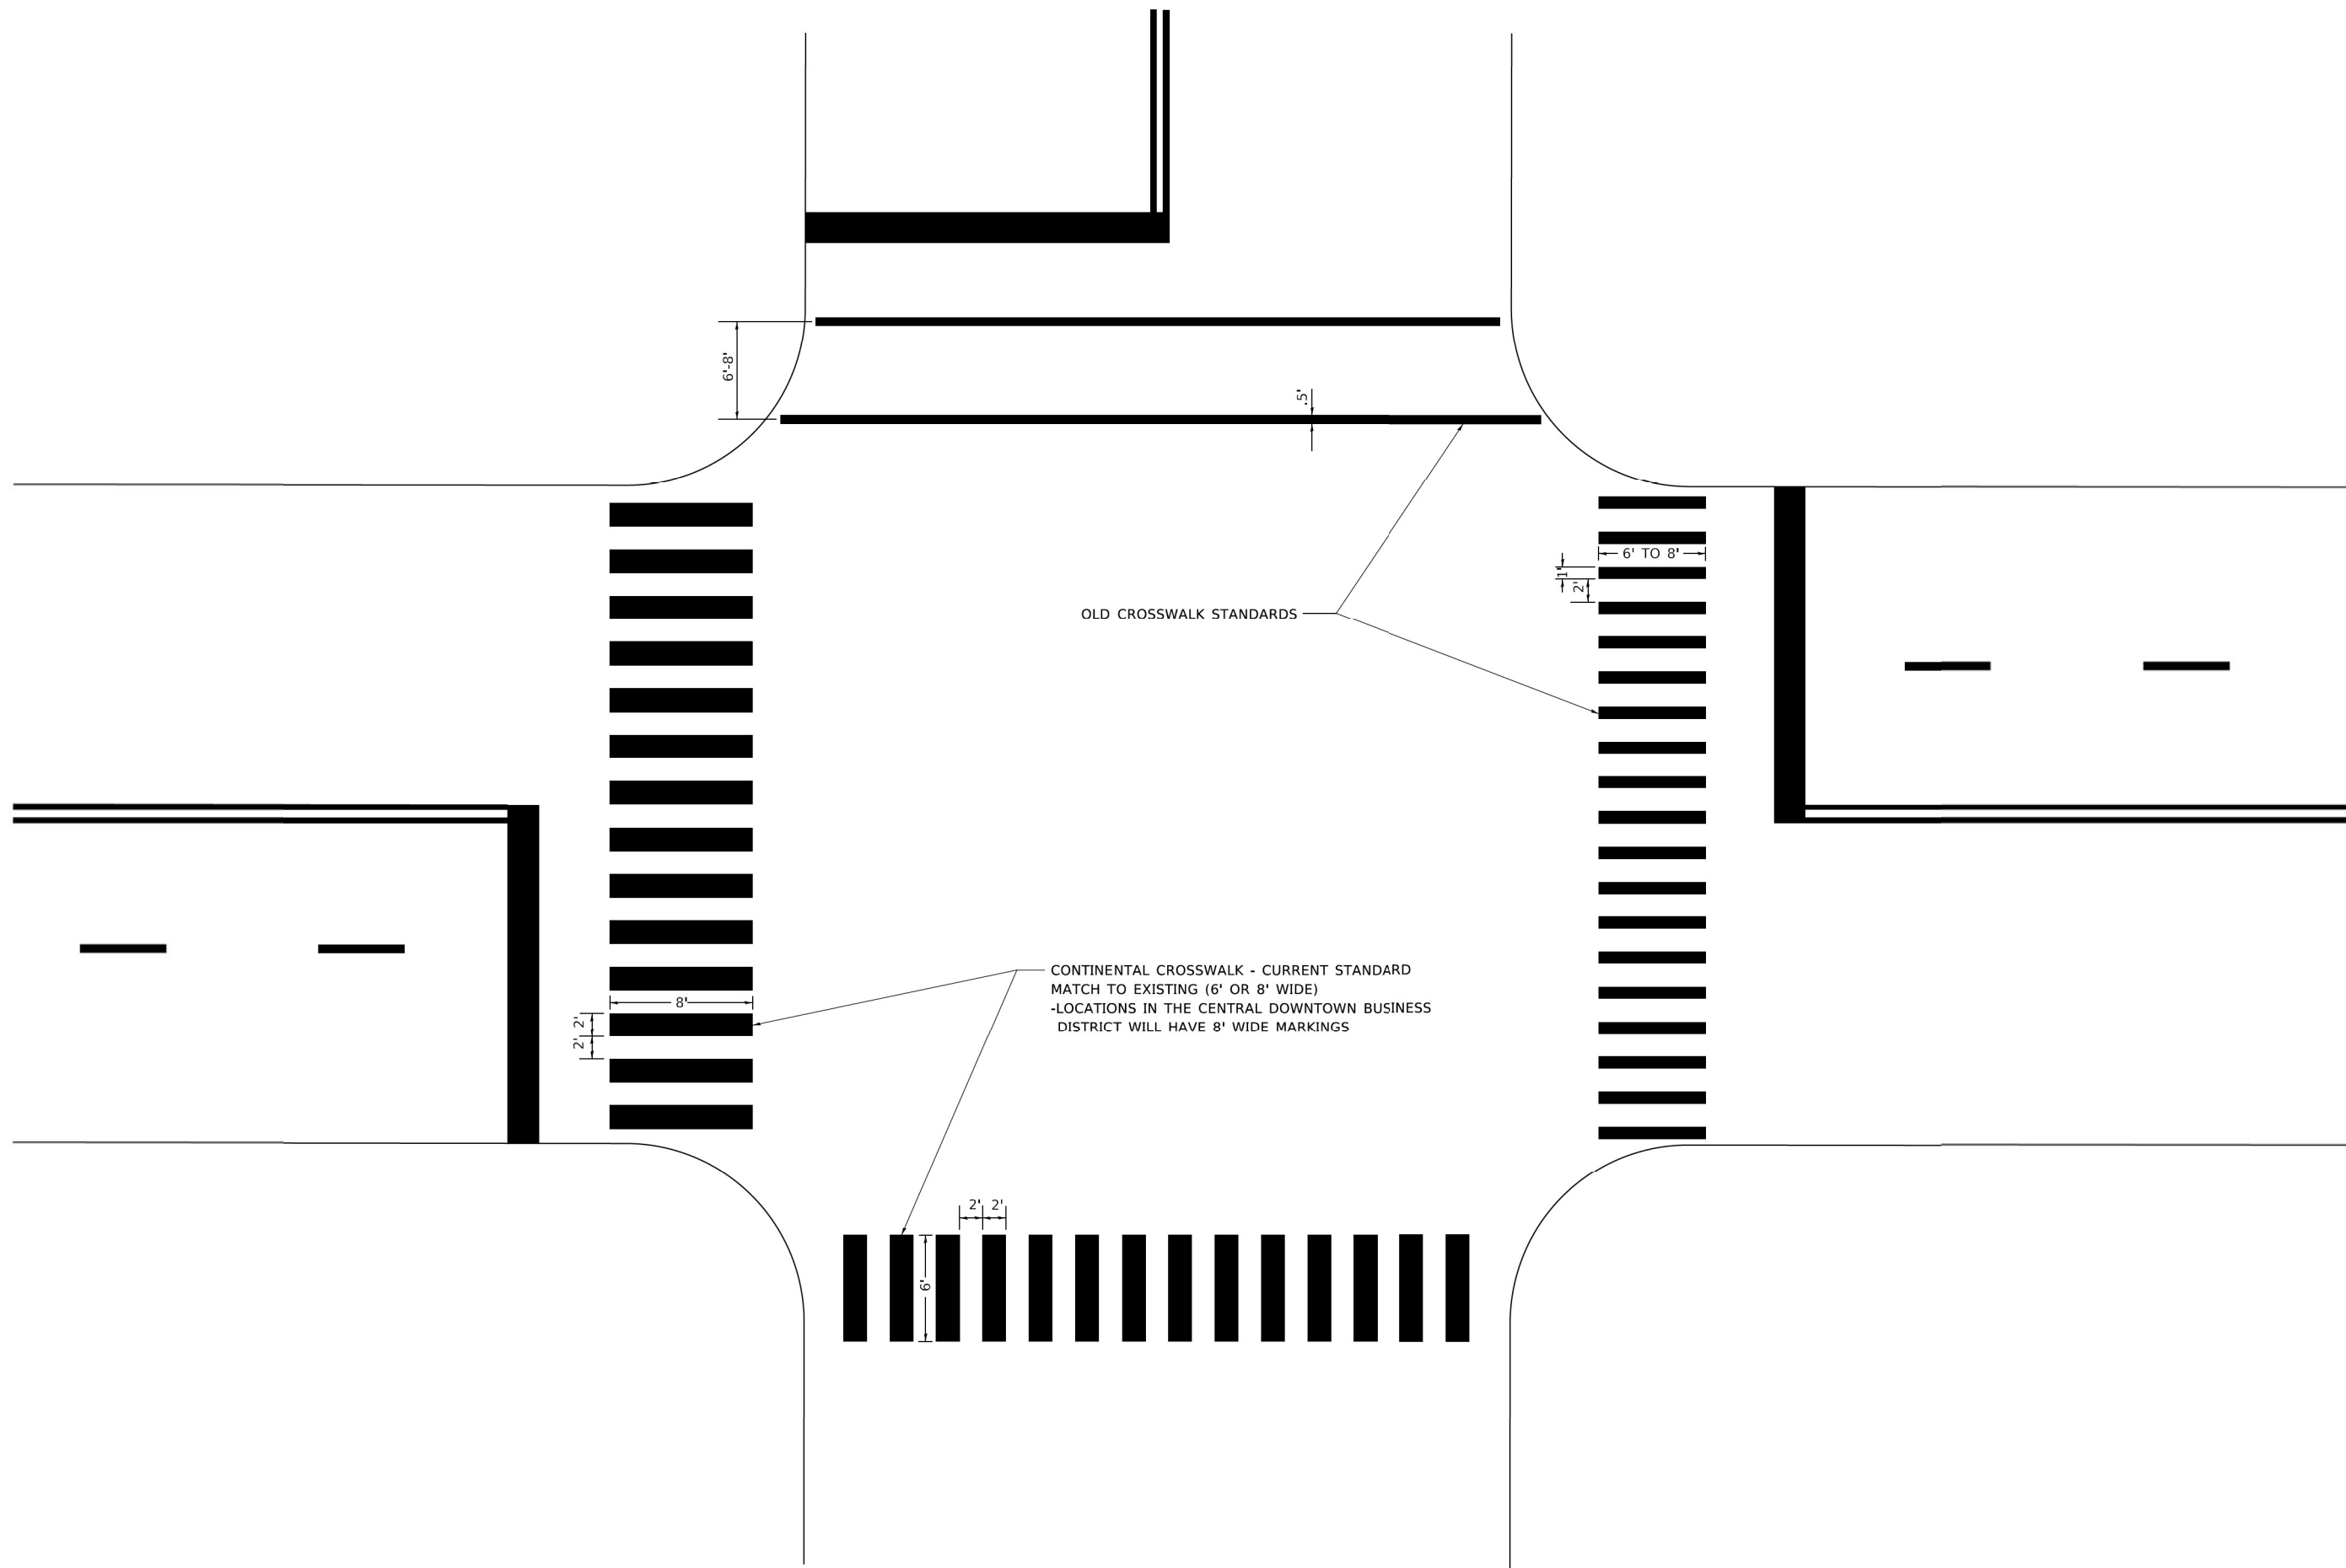 6'-8'
.5'
6' TO 8'
1'
2'
OLD CROSSWALK STANDARDS
CONTINENTAL CROSSWALK - CURRENT STANDARD
MATCH TO EXISTING (6' OR 8' WIDE)
-LOCATIONS IN THE CENTRAL DOWNTOWN BUSINESS
DISTRICT WILL HAVE 8' WIDE MARKINGS
8'
2'
2'
2' 2'
6'